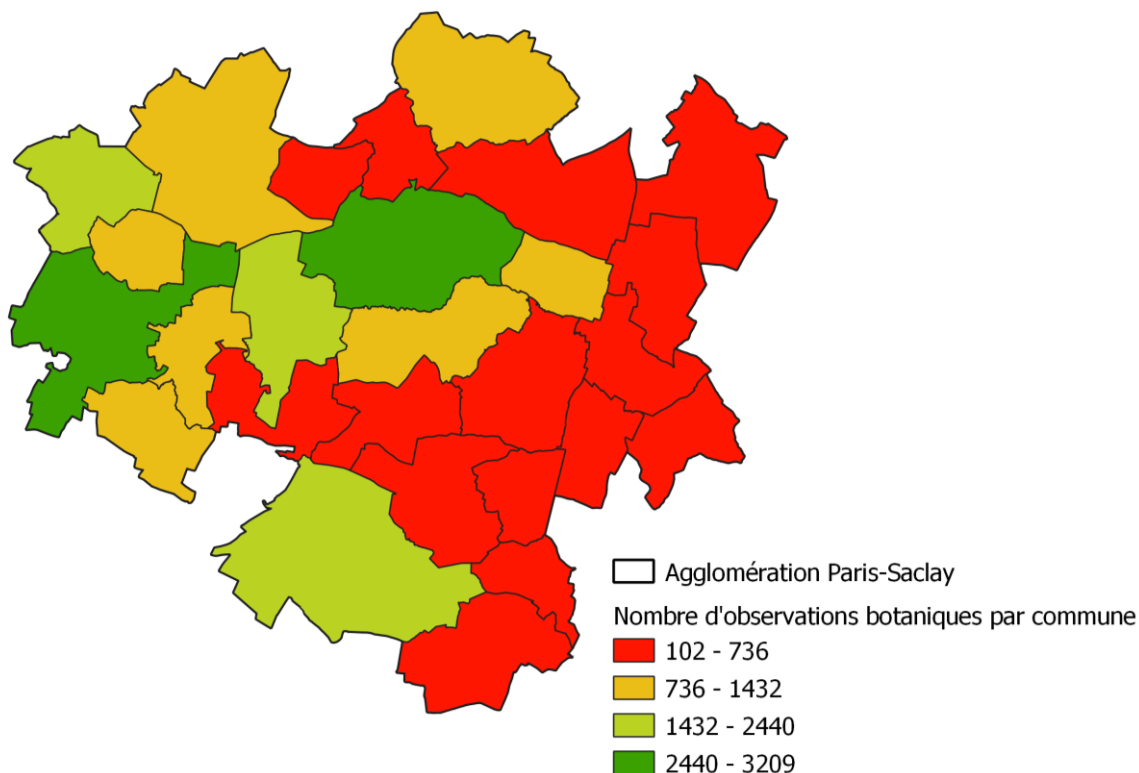 Agglomération Paris-Saclay
Nombre d'observations botaniques par commune
102 - 736
736 - 1432
1432 - 2440
2440 - 3209